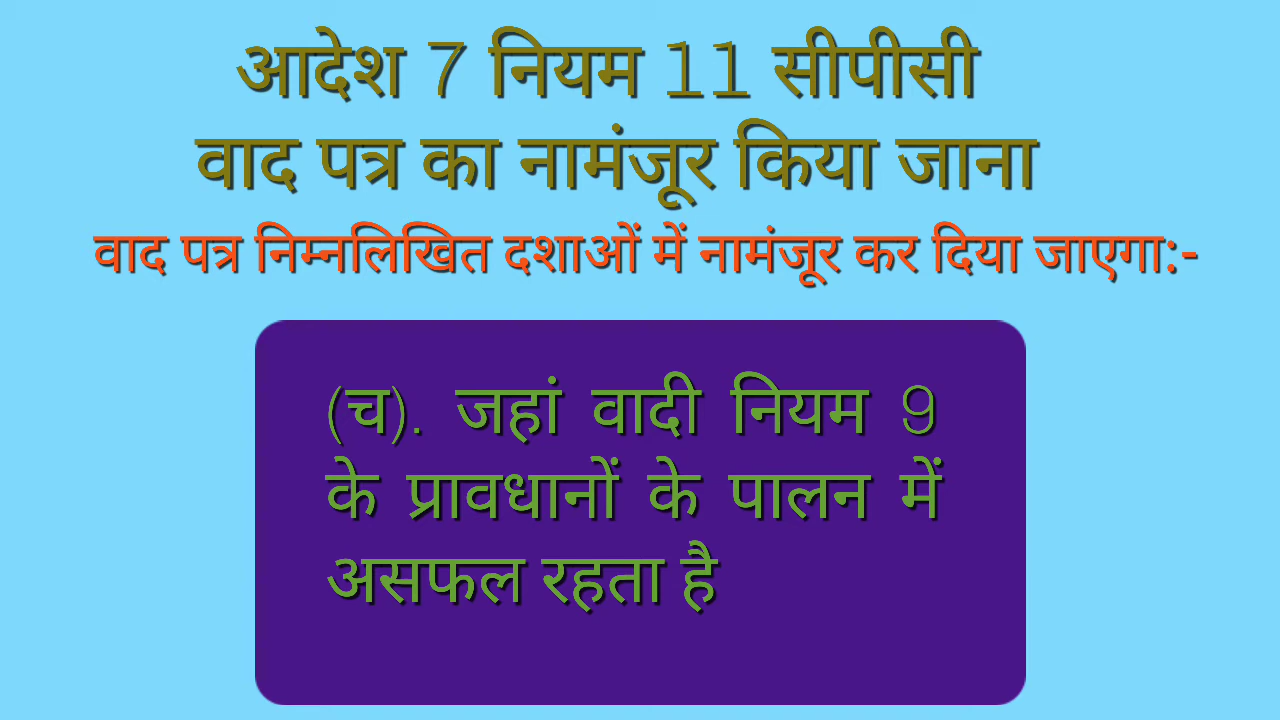 आदेश 7 नियम 11 सीपीसी
वाद पत्र का नामंजूर किया जाना
वाद पत्र निम्नलिखित दशाओं में नामंजूर कर दिया जाएगा:-
(च). जहां वादी नियम 9
के प्रावधानों के पालन में
असफल रहता है